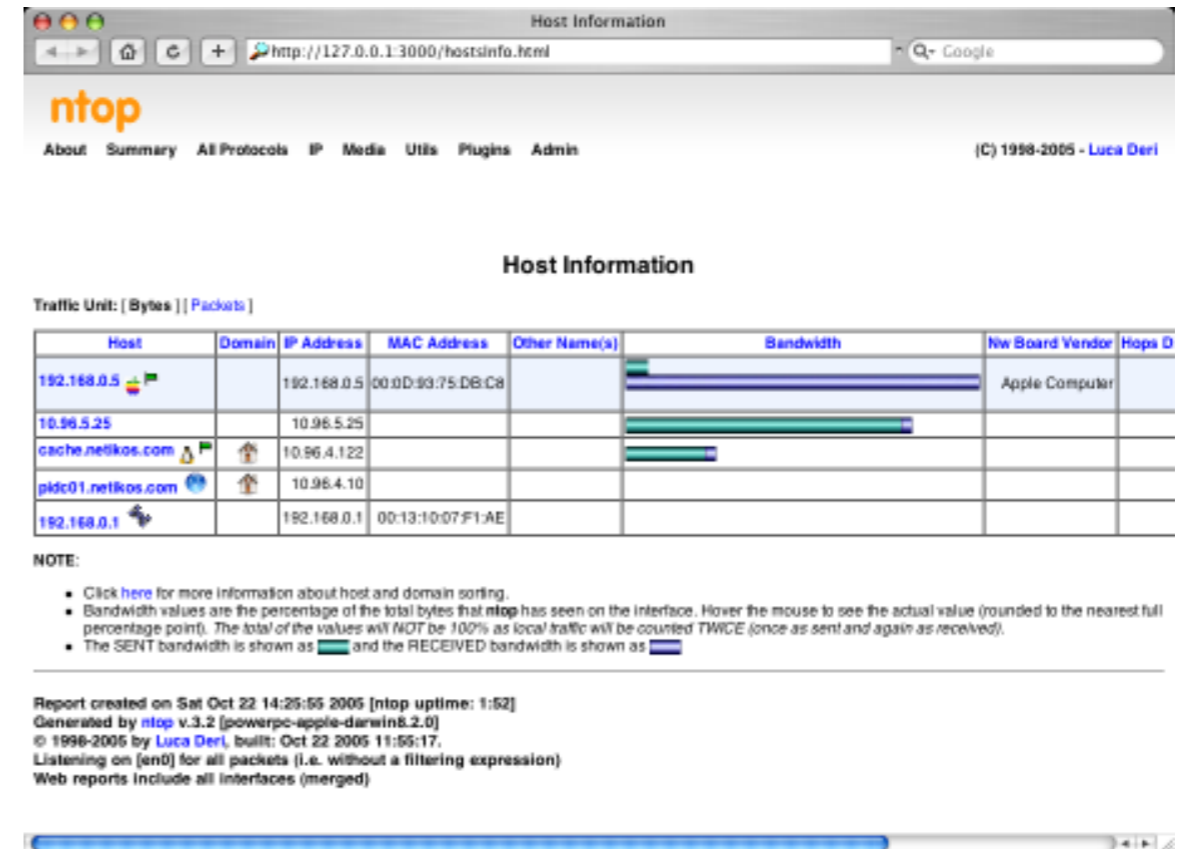 Host Information
http://127.0.0.1:3000/hostsinfo.html
Google
ntop
About Summary All Protocols IP Media Utils Plugins Admin
(C) 1998-2005 - Luca Deri
Host Information
Traffic Unit: [ Bytes ] [ Packets ]
Host Domain IP Address MAC Address Other Name(s) Bandwidth Nw Board Vendor Hops D
192.168.0.5 192.168.0.5 00:0D:93:75:DB:C8 Apple Computer
10.96.5.25 10.96.5.25
cache.netikos.com 10.96.4.122
pidc01.netikos.com 10.96.4.10
192.168.0.1 192.168.0.1 00:13:10:07:F1:AE
NOTE:
Click here for more information about host and domain sorting.
Bandwidth values are the percentage of the total bytes that ntop has seen on the interface. Hover the mouse to see the actual value (rounded to the nearest full
percentage point). The total of the values will NOT be 100% as local traffic will be counted TWICE (once as sent and again as received).
The SENT bandwidth is shown as and the RECEIVED bandwidth is shown as
Report created on Sat Oct 22 14:25:55 2005 [ntop uptime: 1:52]
Generated by ntop v.3.2 [powerpc-apple-darwin8.2.0]
© 1998-2005 by Luca Deri, built: Oct 22 2005 11:55:17.
Listening on [en0] for all packets (i.e. without a filtering expression)
Web reports include all interfaces (merged)